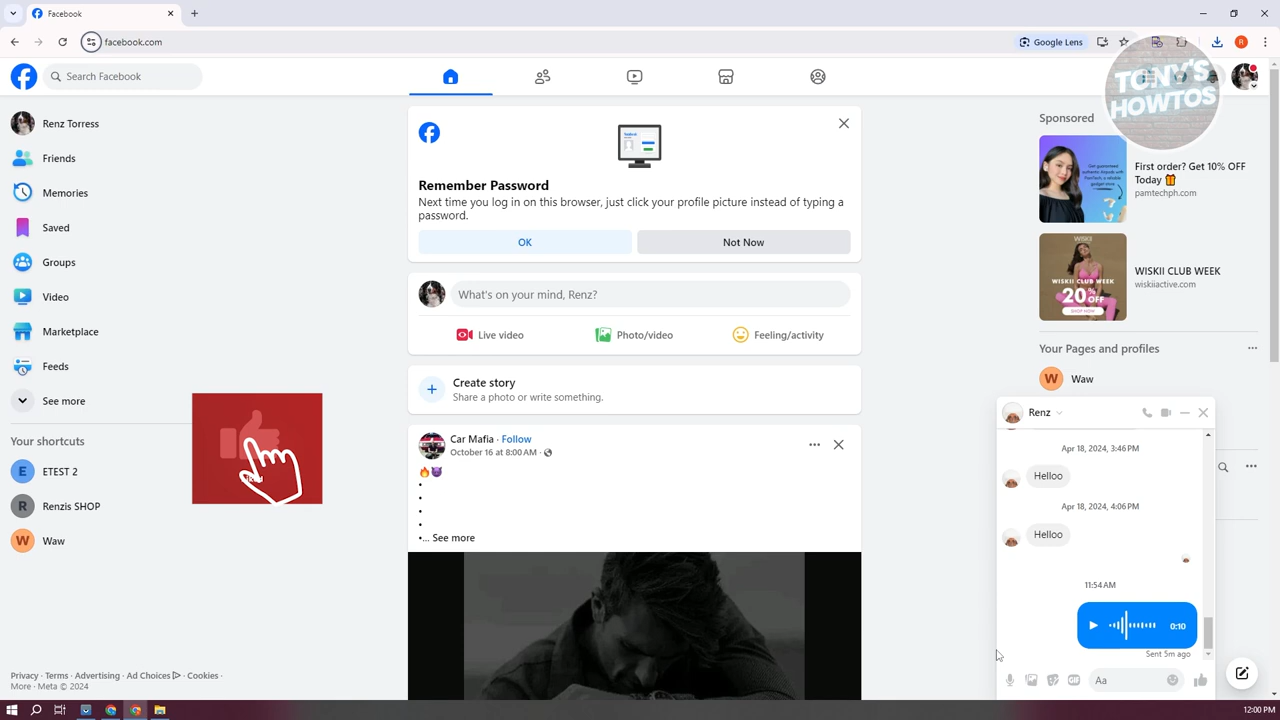 Facebook
facebook.com
Google Lens
Search Facebook
TONY'S
HOWTOS
Renz Torress
Friends
Memories
Saved
Groups
Video
Marketplace
Feeds
See more
Your shortcuts
ETEST 2
R Renzis SHOP
W Waw
Privacy · Terms · Advertising · Ad Choices · Cookies ·
More · Meta © 2024
Remember Password
Next time you log in on this browser, just click your profile picture instead of typing a
password.
OK
Not Now
What's on your mind, Renz?
Live video
Photo/video
Feeling/activity
Create story
Share a photo or write something.
Car Mafia · Follow
October 16 at 8:00 AM ·
•
•
•
•
•... See more
Sponsored
First order? Get 10% OFF
Today
pamtechph.com
WISKII
20%
OFF
SHOP NOW
WISKII CLUB WEEK
wiskiiactive.com
Your Pages and profiles
W Waw
Renz
Apr 18, 2024, 3:46 PM
Helloo
Apr 18, 2024, 4:06 PM
Helloo
11:54 AM
0:10
Sent 5m ago
GIF
Aa
12:00 PM